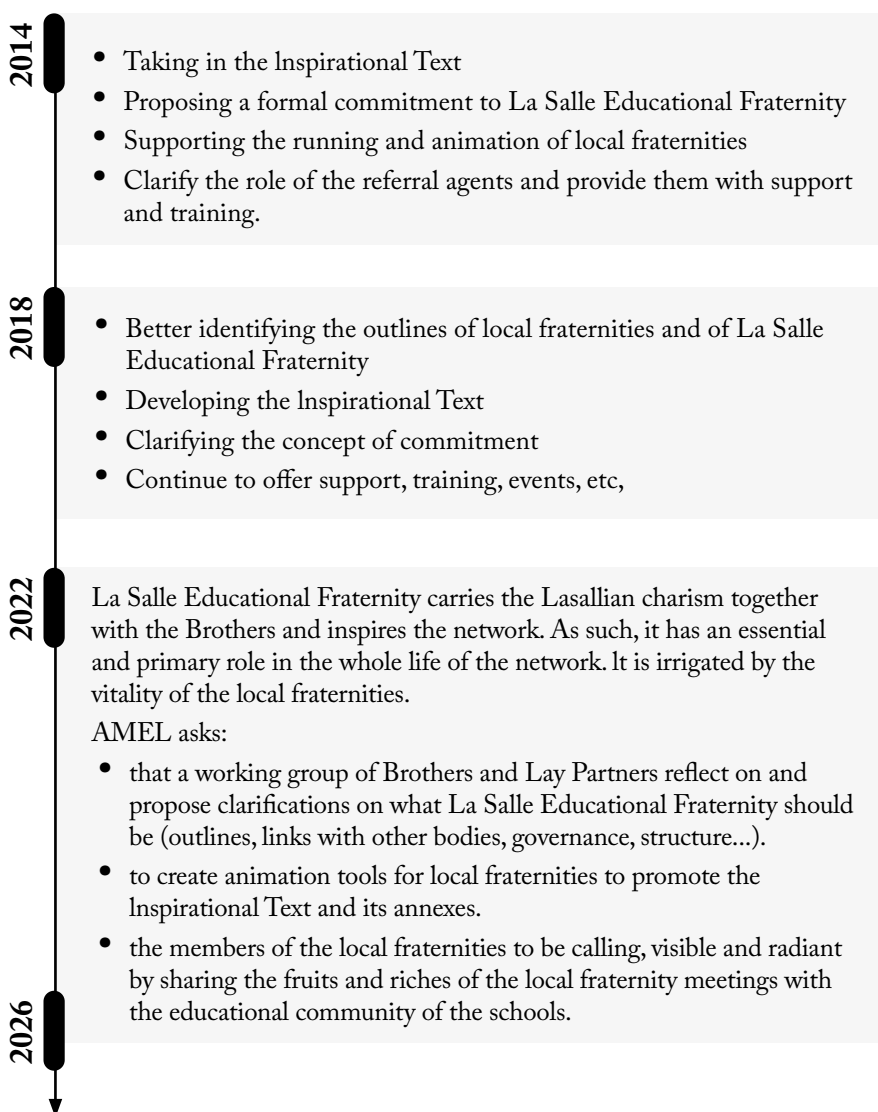 2014
• Taking in the lnspirational Text
• Proposing a formal commitment to La Salle Educational Fraternity
• Supporting the running and animation of local fraternities
• Clarify the role of the referral agents and provide them with support
and training.
2018
• Better identifying the outlines of local fraternities and of La Salle
Educational Fraternity
• Developing the lnspirational Text
• Clarifying the concept of commitment
• Continue to offer support, training, events, etc,
2022
La Salle Educational Fraternity carries the Lasallian charism together
with the Brothers and inspires the network. As such, it has an essential
and primary role in the whole life of the network. lt is irrigated by the
vitality of the local fraternities.
AMEL asks:
• that a working group of Brothers and Lay Partners reflect on and
propose clarifications on what La Salle Educational Fraternity should
be (outlines, links with other bodies, governance, structure...).
• to create animation tools for local fraternities to promote the
lnspirational Text and its annexes.
• the members of the local fraternities to be calling, visible and radiant
by sharing the fruits and riches of the local fraternity meetings with
the educational community of the schools.
2026